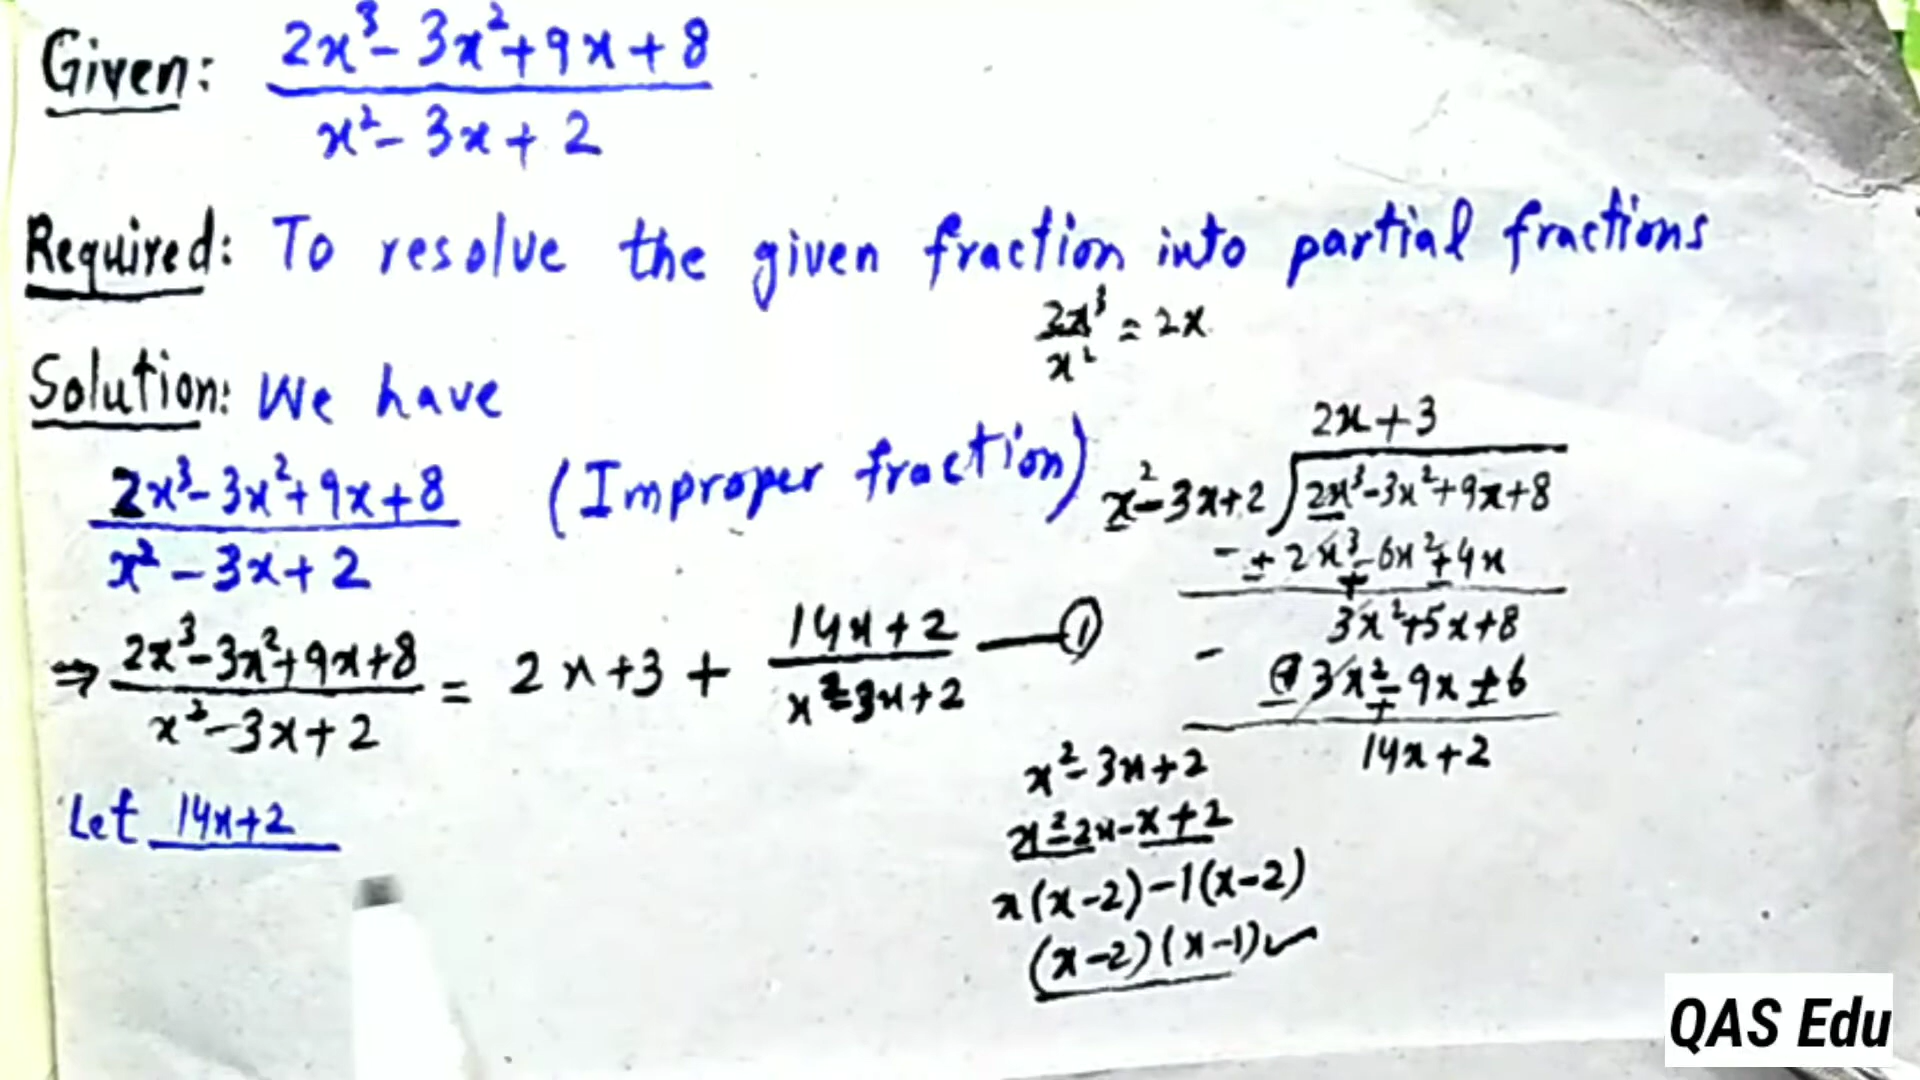 Given: 2x³-3x²+9x+8
x²-3x+2
Required: To resolve the given fraction into partial fractions
2x³/x² = 2x
Solution: We have
2x³-3x²+9x+8 (Improper fraction)
x²-3x+2
⇒ 2x³-3x²+9x+8 = 2x+3 + 14x+2 —①
x²-3x+2 x²-3x+2
Let 14x+2
2x+3
x²-3x+2 ) 2x³-3x²+9x+8
- ± 2x³-6x²+4x
3x²+5x+8
- ± 3x²-9x±6
14x+2
x²-3x+2
x²-2x-x+2
x(x-2)-1(x-2)
(x-2)(x-1)✓
QAS Edu